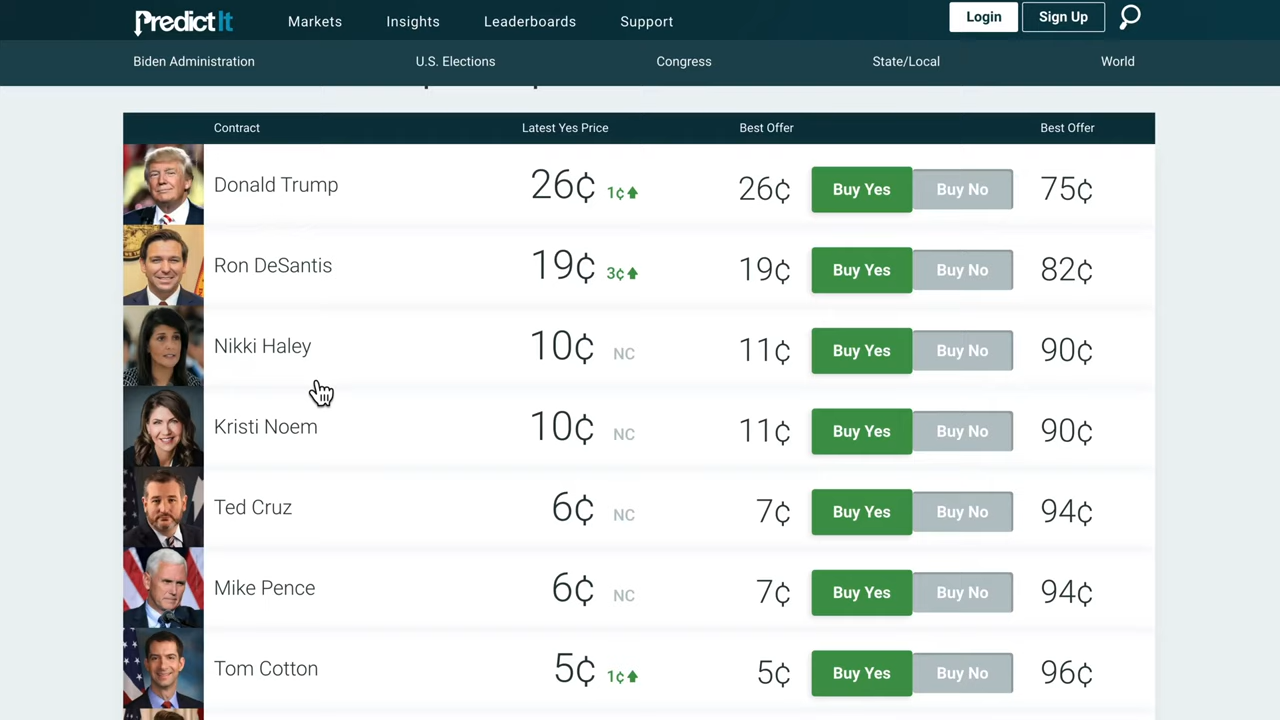 PredictIt Markets Insights Leaderboards Support Login Sign Up
Biden Administration U.S. Elections Congress State/Local World
Contract Latest Yes Price Best Offer Best Offer
Donald Trump 26¢ 1¢ 26¢ Buy Yes Buy No 75¢
Ron DeSantis 19¢ 3¢ 19¢ Buy Yes Buy No 82¢
Nikki Haley 10¢ NC 11¢ Buy Yes Buy No 90¢
Kristi Noem 10¢ NC 11¢ Buy Yes Buy No 90¢
Ted Cruz 6¢ NC 7¢ Buy Yes Buy No 94¢
Mike Pence 6¢ NC 7¢ Buy Yes Buy No 94¢
Tom Cotton 5¢ 1¢ 5¢ Buy Yes Buy No 96¢